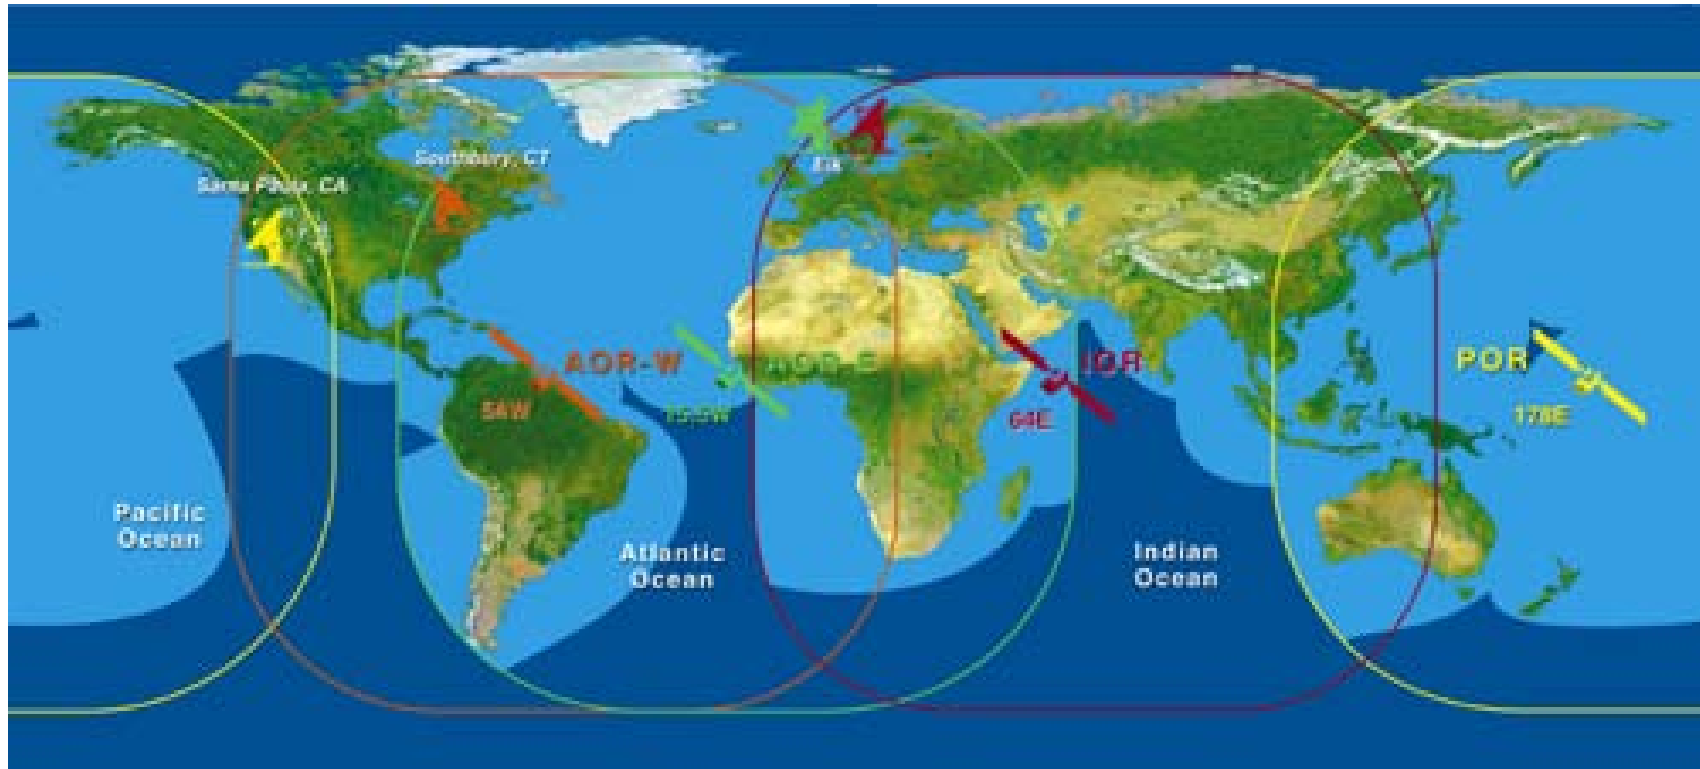 Southbury, CT
Santa Paula, CA
Eik
AOR-W
AOR-E
IOR
POR
54W
15,5W
64E
178E
Pacific
Ocean
Atlantic
Ocean
Indian
Ocean